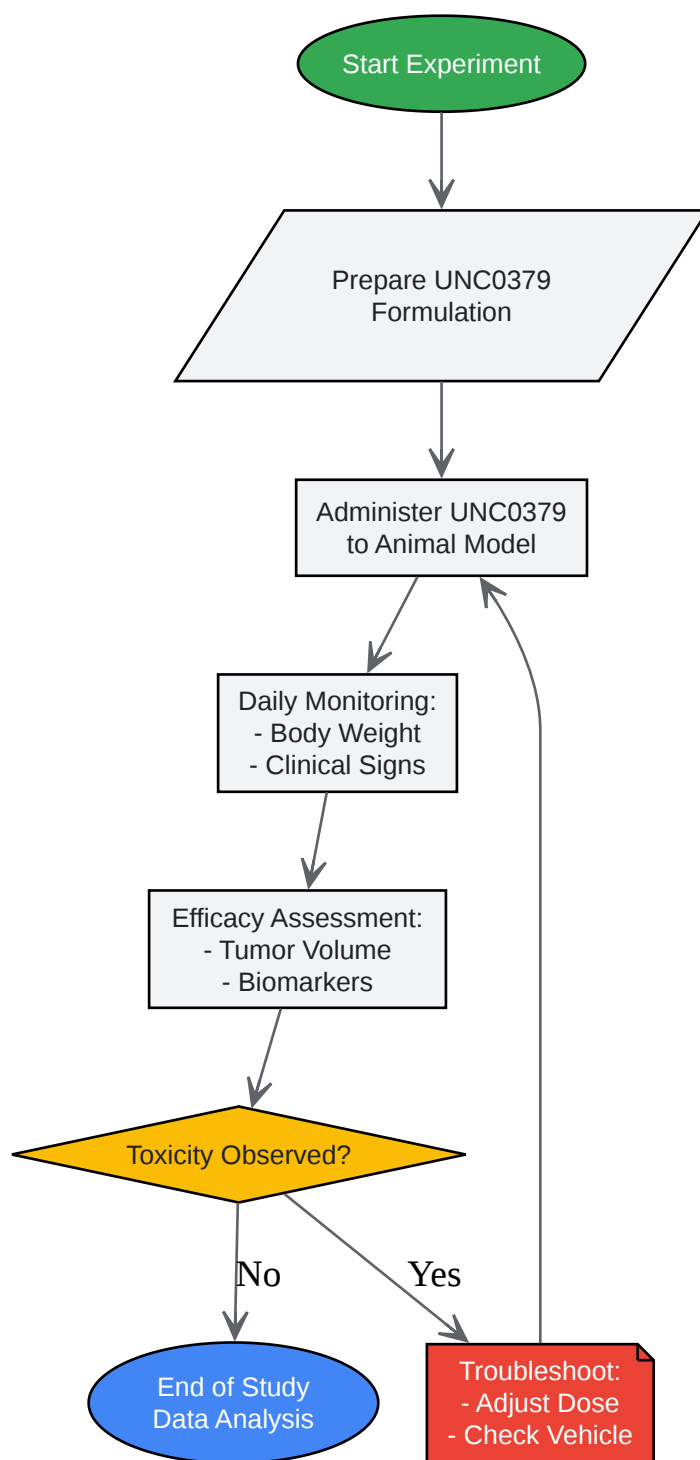 Start Experiment
Prepare UNC0379
Formulation
Administer UNC0379
to Animal Model
Daily Monitoring:
- Body Weight
- Clinical Signs
Efficacy Assessment:
- Tumor Volume
- Biomarkers
Toxicity Observed?
No
Yes
End of Study
Data Analysis
Troubleshoot:
- Adjust Dose
- Check Vehicle